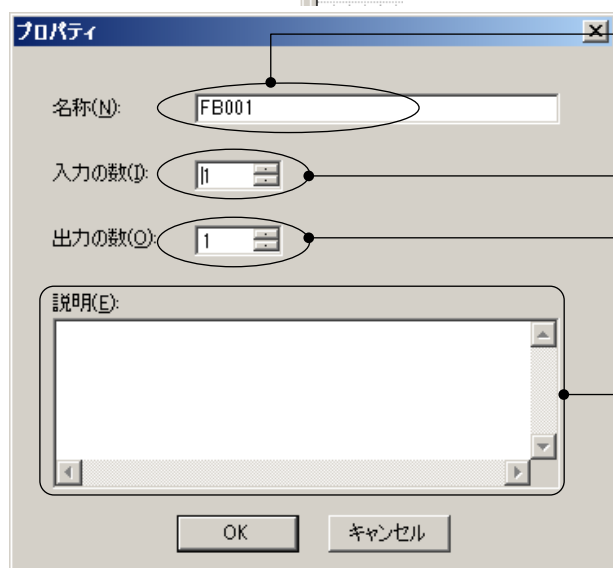 プロパティ
名称(N): FB001
入力の数(I): 1
出力の数(O): 1
説明(E):
OK キャンセル